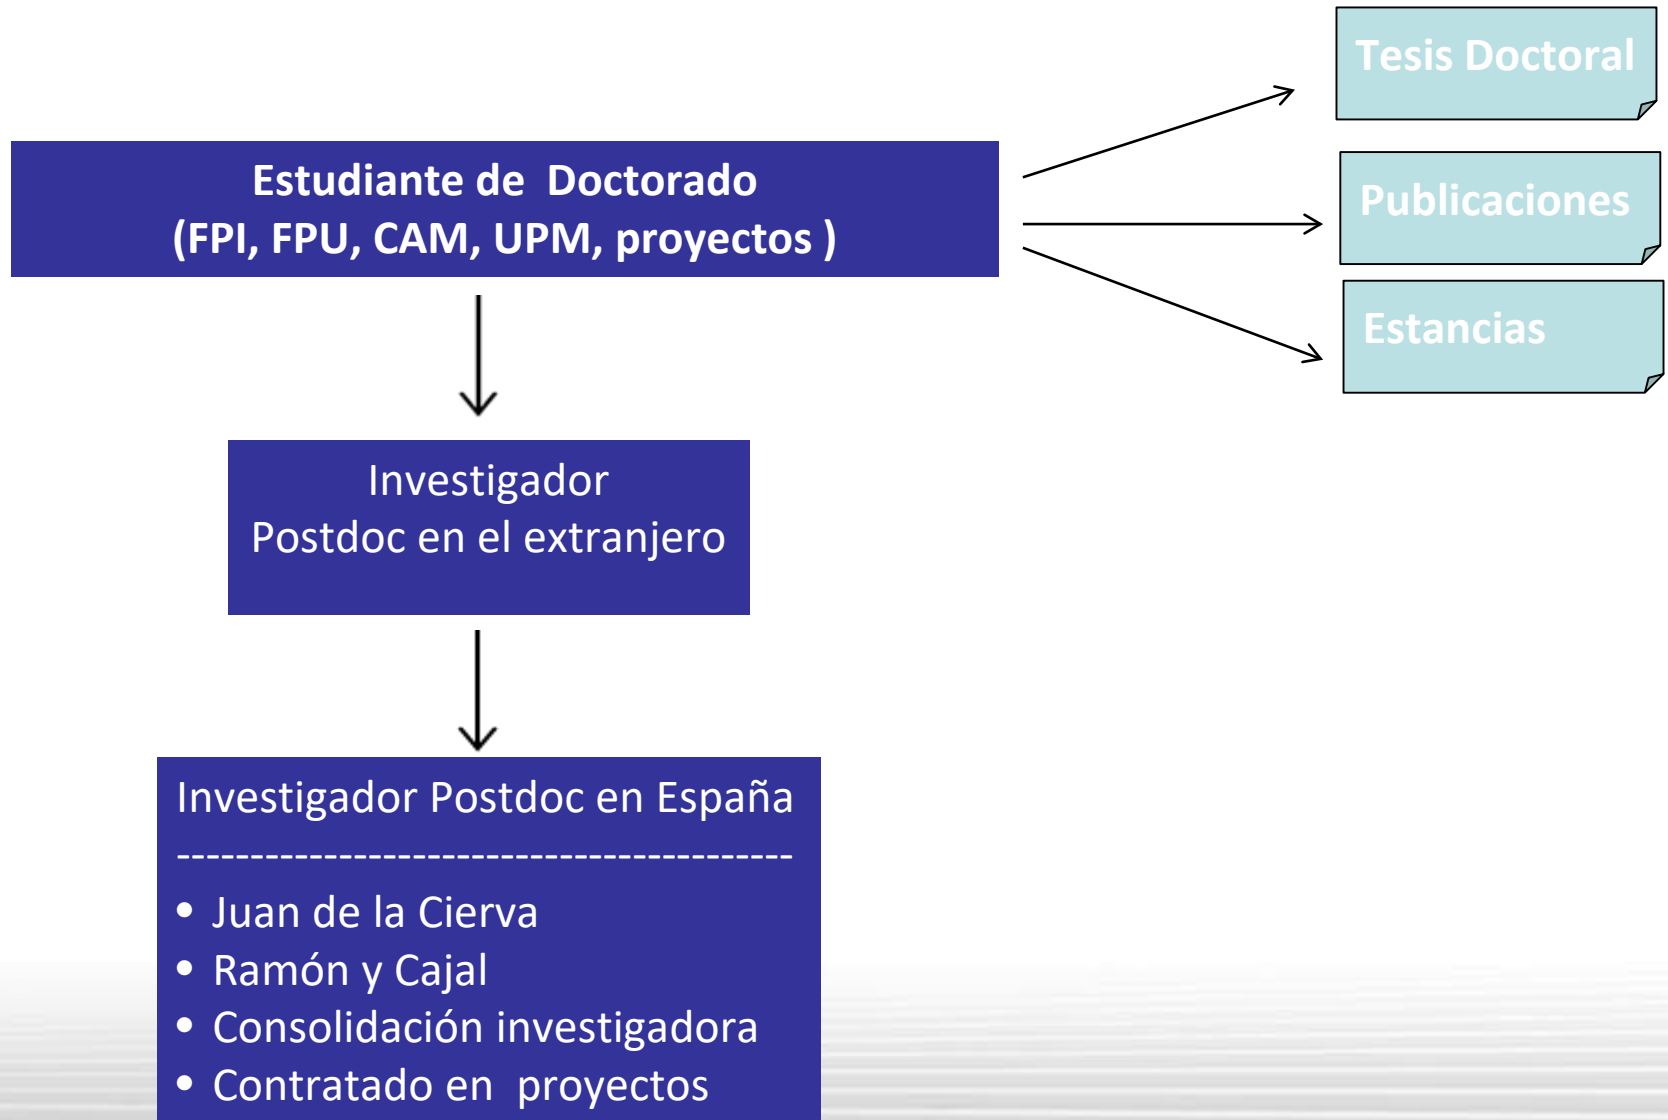 Tesis Doctoral
Estudiante de Doctorado
(FPI, FPU, CAM, UPM, proyectos )
Publicaciones
Estancias
Investigador
Postdoc en el extranjero
Investigador Postdoc en España
------------------------------------------
• Juan de la Cierva
• Ramón y Cajal
• Consolidación investigadora
• Contratado en proyectos